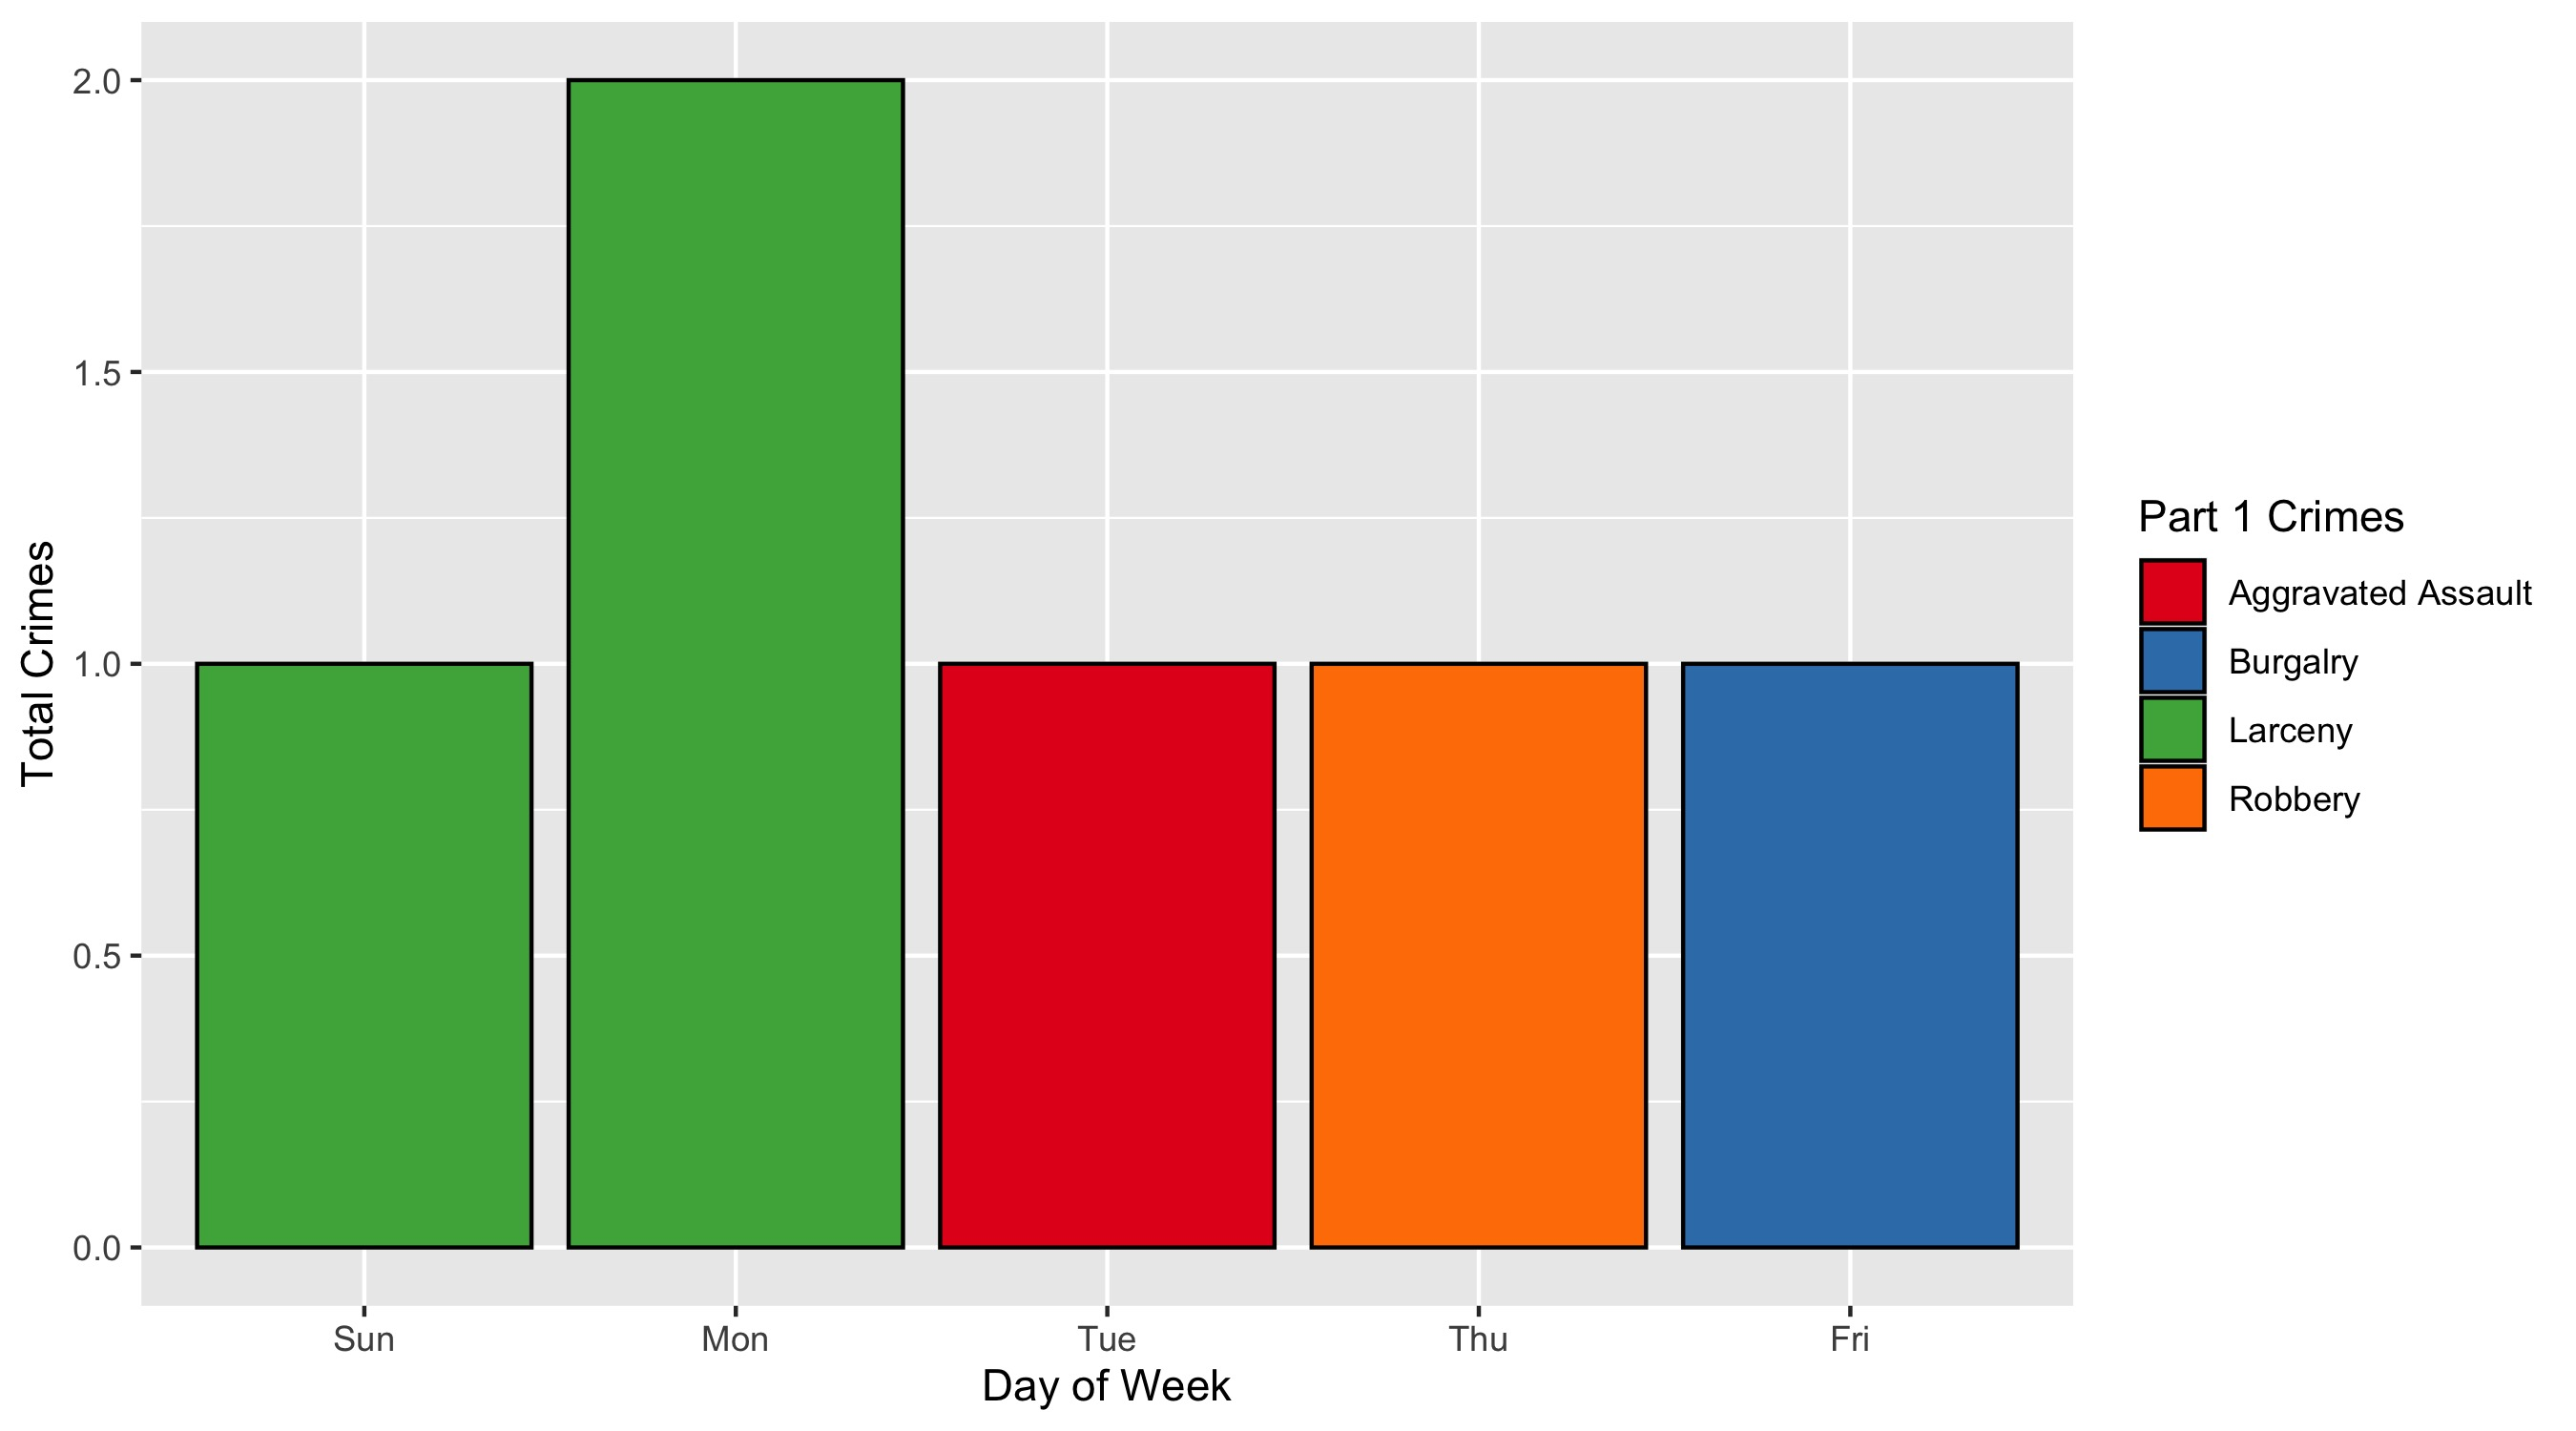 2.0
1.5
1.0
0.5
0.0
Total Crimes
Sun Mon Tue Thu Fri
Day of Week
Part 1 Crimes
Aggravated Assault
Burgalry
Larceny
Robbery